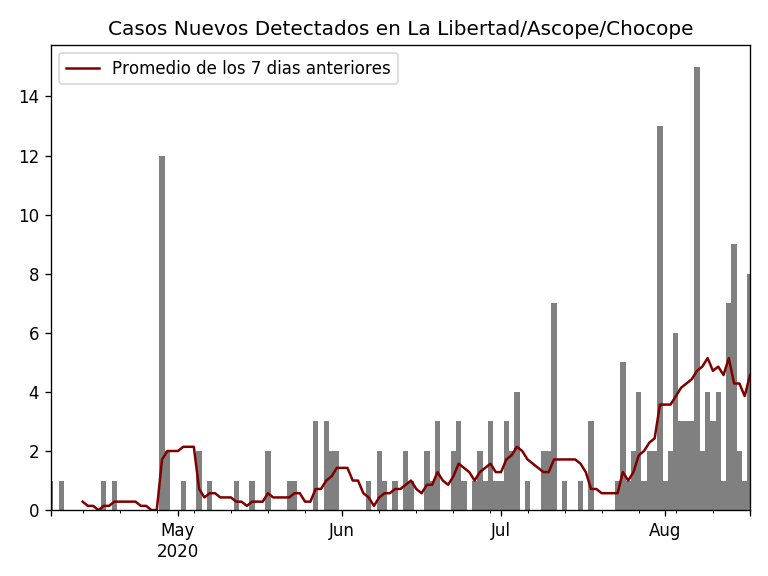 Casos Nuevos Detectados en La Libertad/Ascope/Chocope
Promedio de los 7 dias anteriores
14
12
10
8
6
4
2
0
May
2020
Jun
Jul
Aug